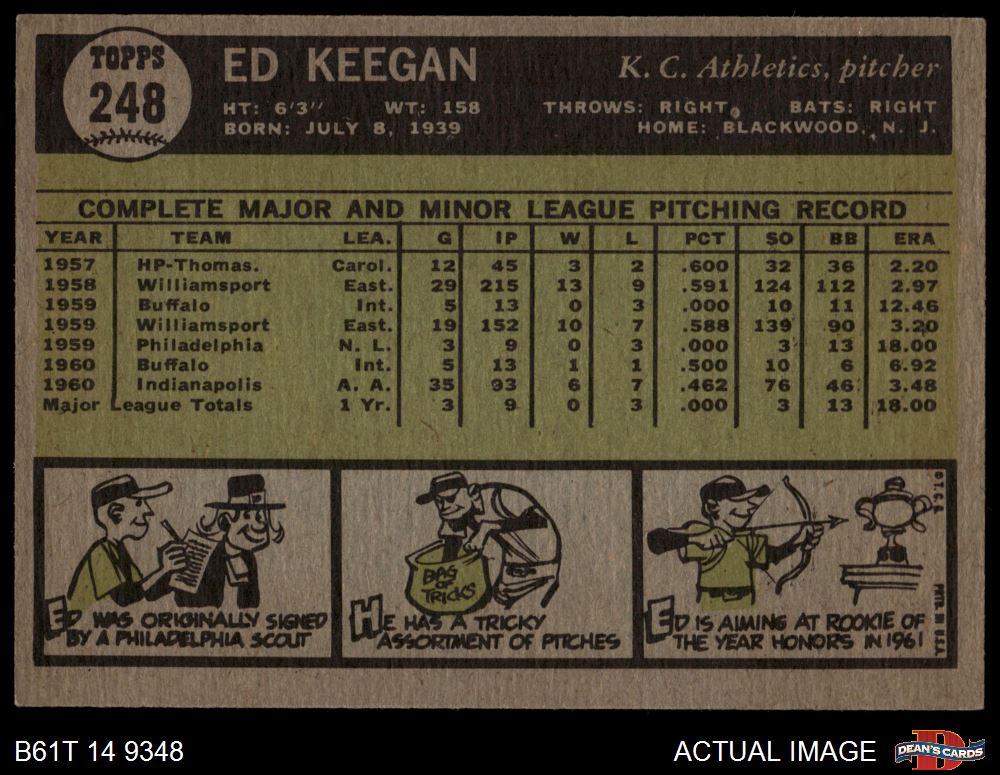 TOPPS
248
ED KEEGAN
K. C. Athletics, pitcher
HT: 6'3" WT: 158 THROWS: RIGHT BATS: RIGHT
BORN: JULY 8, 1939 HOME: BLACKWOOD, N. J.
COMPLETE MAJOR AND MINOR LEAGUE PITCHING RECORD
YEAR TEAM LEA. G IP W L PCT SO BB ERA
1957 HP-Thomas. Carol. 12 45 3 2 .600 32 36 2.20
1958 Williamsport East. 29 215 13 9 .591 124 112 2.97
1959 Buffalo Int. 5 13 0 3 .000 10 11 12.46
1959 Williamsport East. 19 152 10 7 .588 139 90 3.20
1959 Philadelphia N. L. 3 9 0 3 .000 3 13 18.00
1960 Buffalo Int. 5 13 1 1 .500 10 6 6.92
1960 Indianapolis A. A. 35 93 6 7 .462 76 46 3.48
Major League Totals 1 Yr. 3 9 0 3 .000 3 13 18.00
ED WAS ORIGINALLY SIGNED
BY A PHILADELPHIA SCOUT
BAG
OF
TRICKS
HE HAS A TRICKY
ASSORTMENT OF PITCHES
ED IS AIMING AT ROOKIE OF
THE YEAR HONORS IN 1961
© T. C. G.
PRTD. IN U.S.A.
B61T 14 9348
ACTUAL IMAGE
D
DEAN'S CARDS